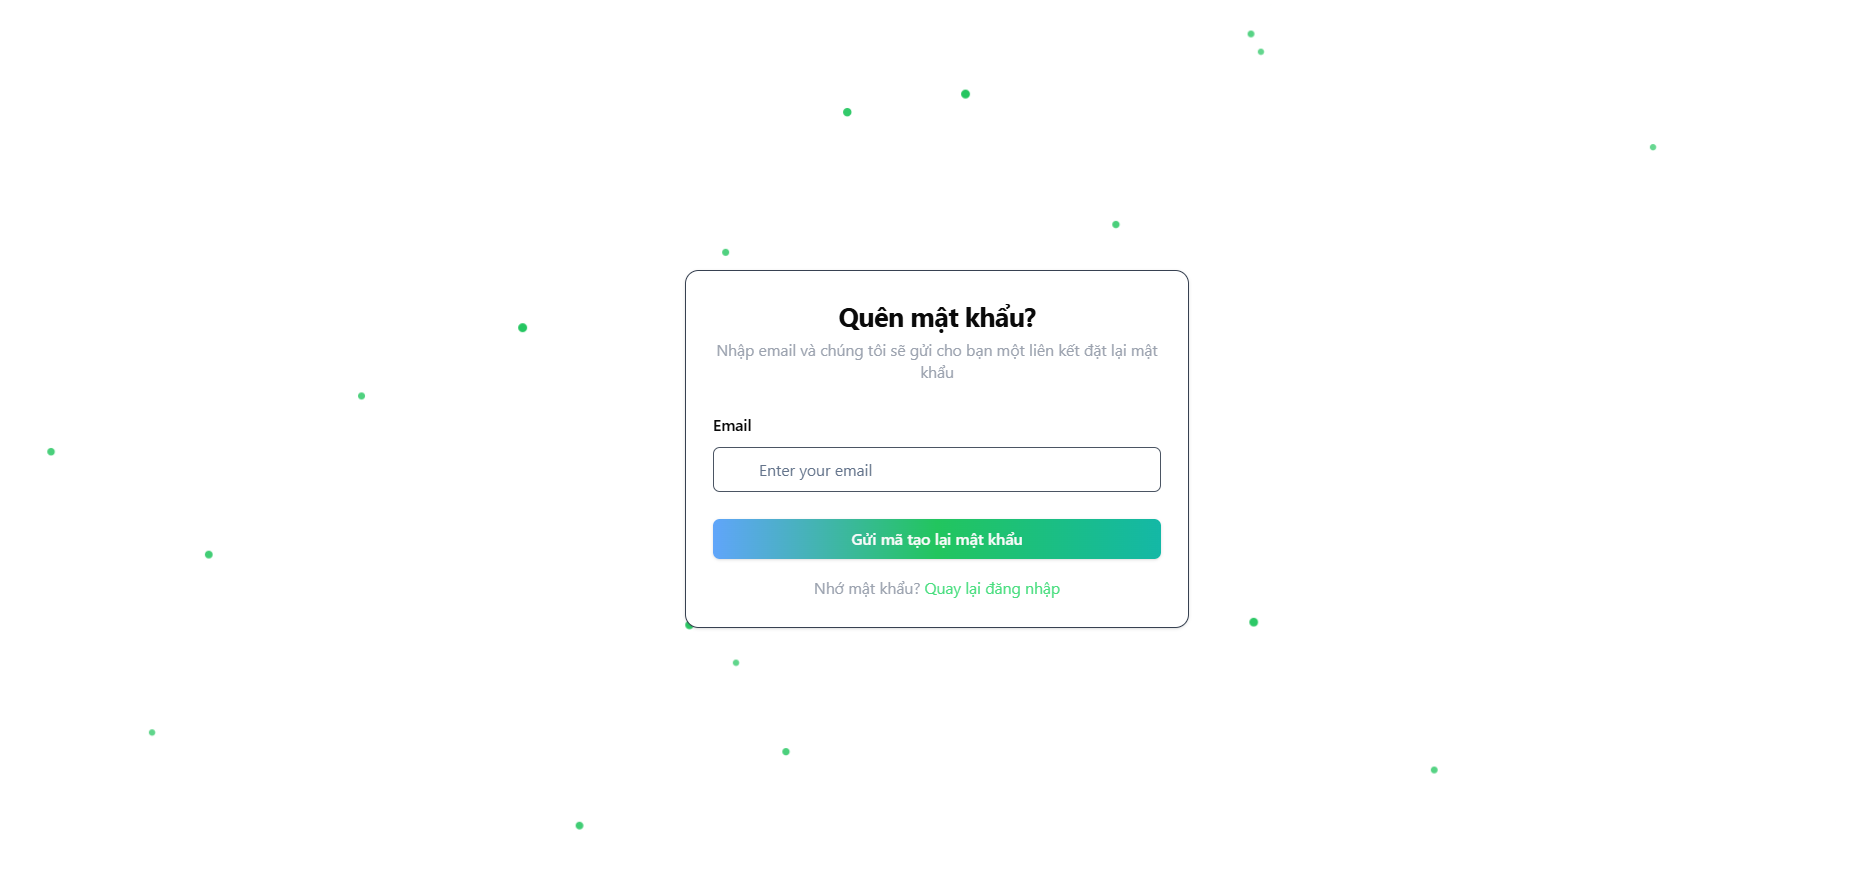 Quên mật khẩu?
Nhập email và chúng tôi sẽ gửi cho bạn một liên kết đặt lại mật
khẩu
Email
Enter your email
Gửi mã tạo lại mật khẩu
Nhớ mật khẩu? Quay lại đăng nhập